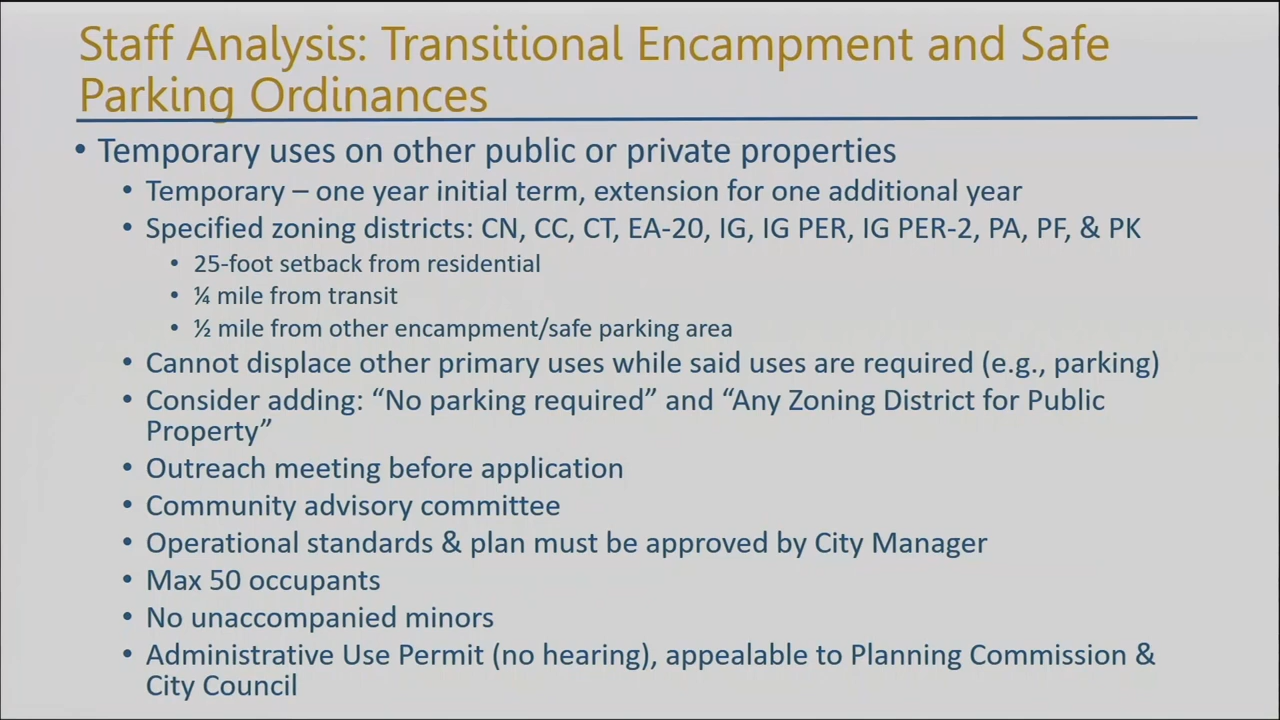 Staff Analysis: Transitional Encampment and Safe
Parking Ordinances
• Temporary uses on other public or private properties
• Temporary – one year initial term, extension for one additional year
• Specified zoning districts: CN, CC, CT, EA-20, IG, IG PER, IG PER-2, PA, PF, & PK
• 25-foot setback from residential
• ¼ mile from transit
• ½ mile from other encampment/safe parking area
• Cannot displace other primary uses while said uses are required (e.g., parking)
• Consider adding: “No parking required” and “Any Zoning District for Public
Property”
• Outreach meeting before application
• Community advisory committee
• Operational standards & plan must be approved by City Manager
• Max 50 occupants
• No unaccompanied minors
• Administrative Use Permit (no hearing), appealable to Planning Commission &
City Council